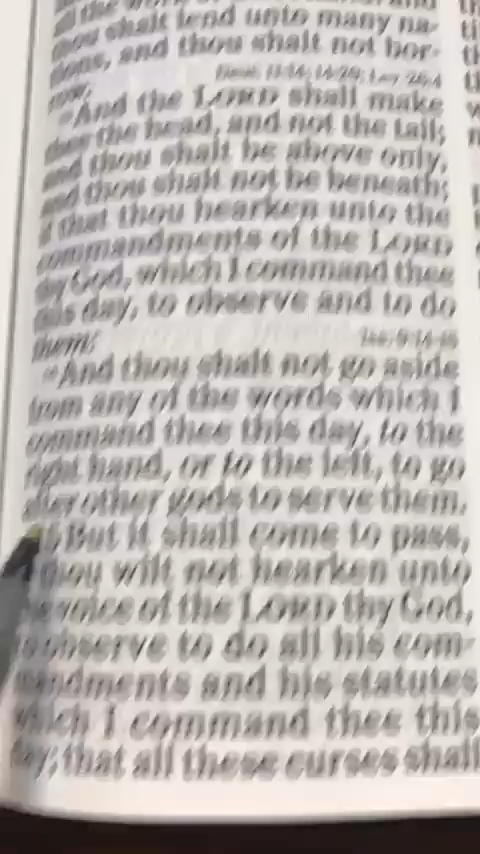 all the work of
thou shalt lend unto many na-
tions, and thou shalt not bor-
row.
And the LORD shall make
thee the head, and not the tail;
and thou shalt be above only,
and thou shalt not be beneath;
if that thou hearken unto the
commandments of the LORD
thy God, which I command thee
this day, to observe and to do
them:
And thou shalt not go aside
from any of the words which I
command thee this day, to the
right hand, or to the left, to go
after other gods to serve them.
But it shall come to pass,
thou wilt not hearken unto
voice of the LORD thy God,
observe to do all his com-
mandments and his statutes
which I command thee this
day; that all these curses shall